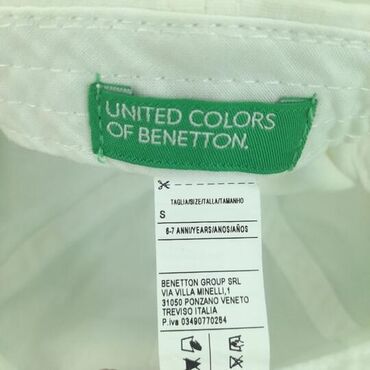 UNITED COLORS
OF BENETTON.
TAGLIA/SIZE/TALLA/TAMANHO
S
6-7 ANNI/YEARS/ANOS/AÑOS
BENETTON GROUP SRL
VIA VILLA MINELLI,1
31050 PONZANO VENETO
TREVISO ITALIA
P.iva 03490770264